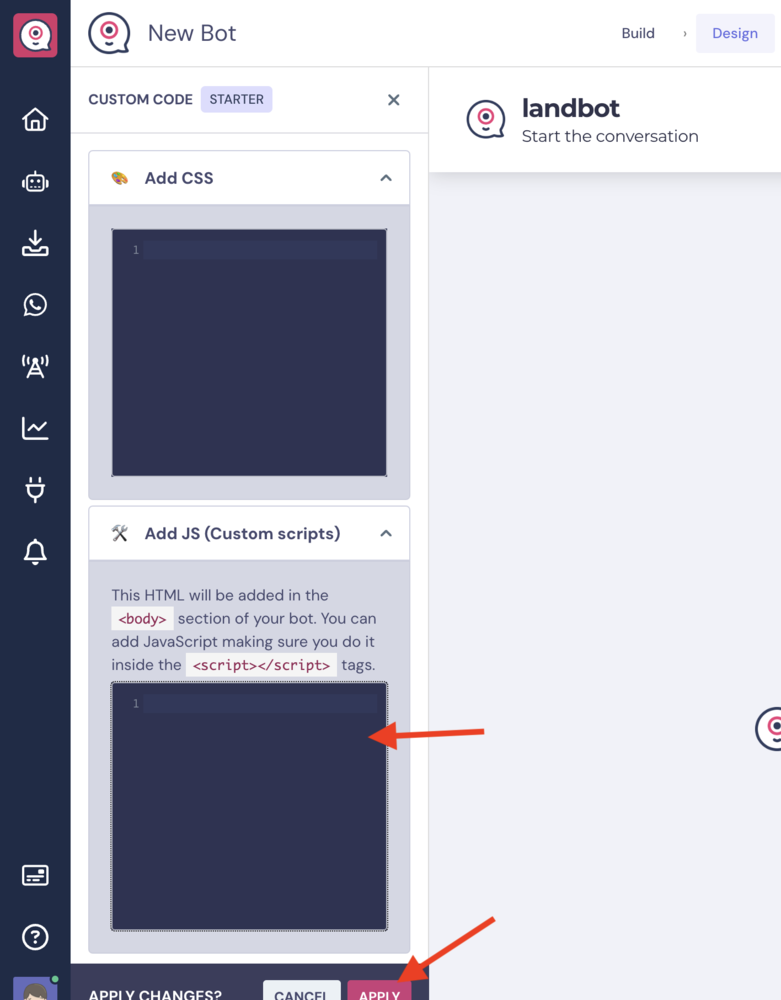 New Bot
Build
›
Design
CUSTOM CODE
STARTER
landbot
Start the conversation
Add CSS
1
Add JS (Custom scripts)
This HTML will be added in the
<body> section of your bot. You can
add JavaScript making sure you do it
inside the <script></script> tags.
1
APPLY CHANGES?
CANCEL
APPLY